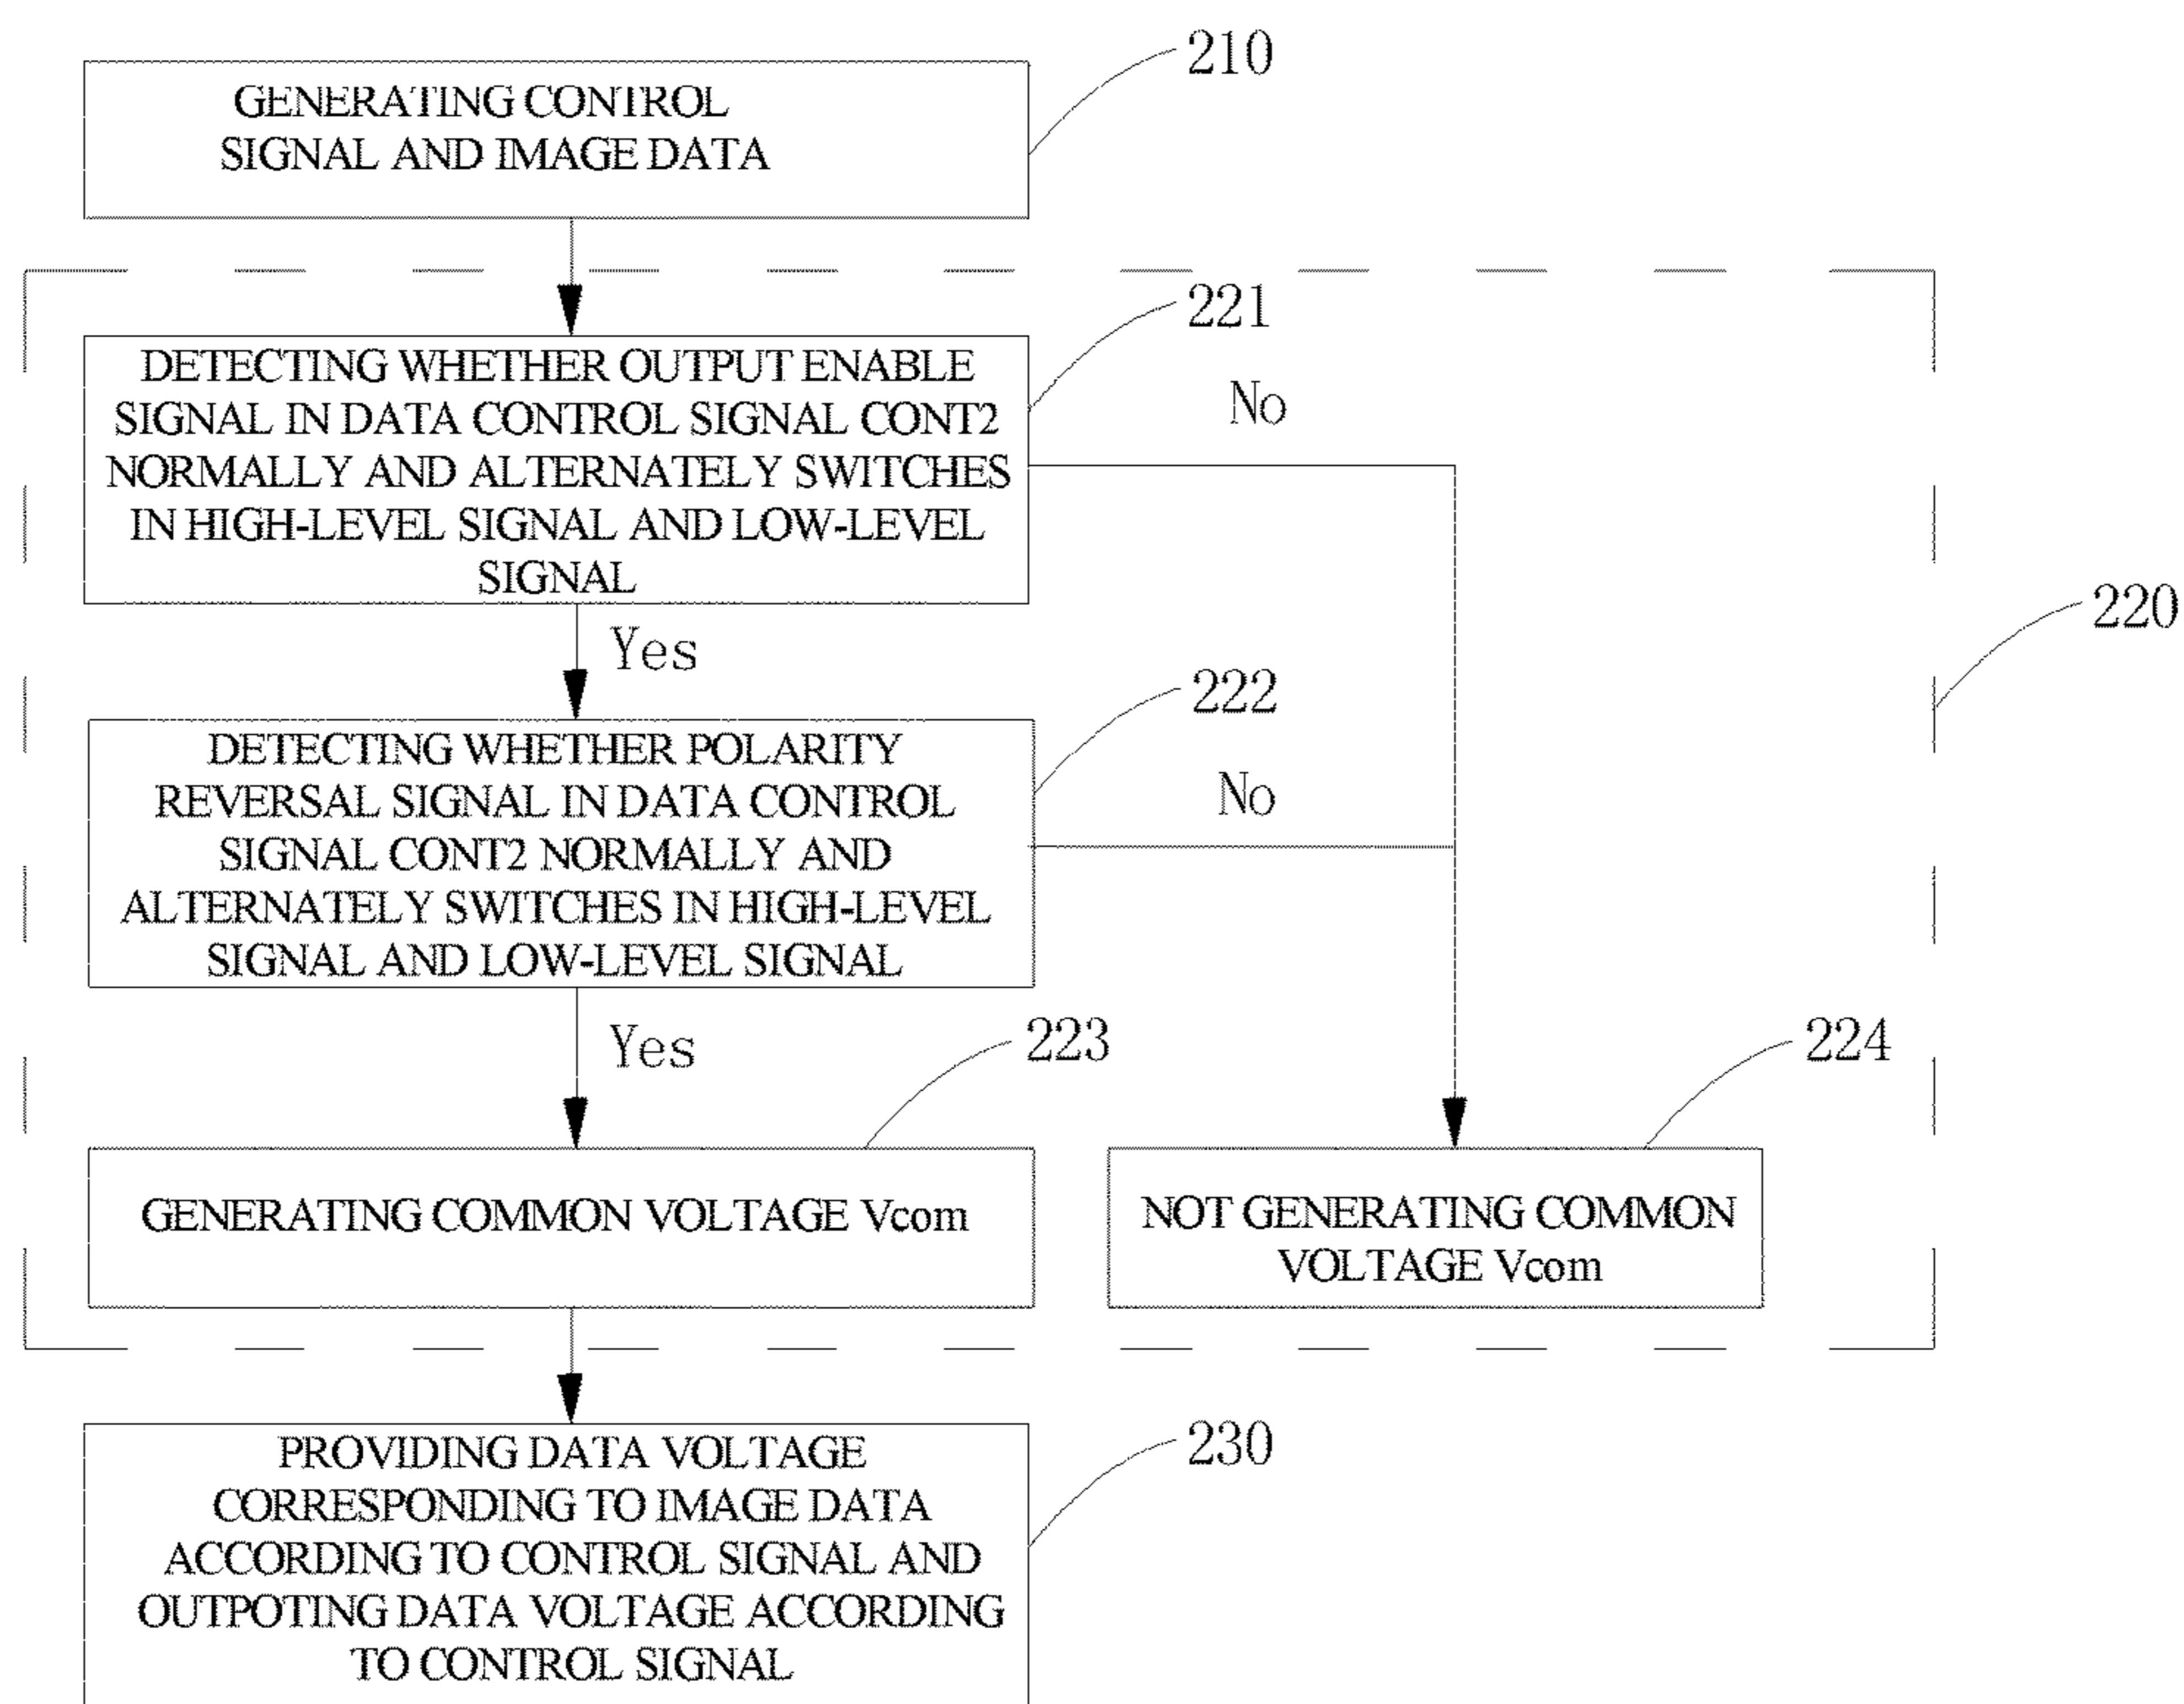 210
GENERATING CONTROL
SIGNAL AND IMAGE DATA
221
DETECTING WHETHER OUTPUT ENABLE
SIGNAL IN DATA CONTROL SIGNAL CONT2
NORMALLY AND ALTERNATELY SWITCHES
IN HIGH-LEVEL SIGNAL AND LOW-LEVEL
SIGNAL
No
220
Yes
222
DETECTING WHETHER POLARITY
REVERSAL SIGNAL IN DATA CONTROL
SIGNAL CONT2 NORMALLY AND
ALTERNATELY SWITCHES IN HIGH-LEVEL
SIGNAL AND LOW-LEVEL SIGNAL
No
Yes
223
224
GENERATING COMMON VOLTAGE Vcom
NOT GENERATING COMMON
VOLTAGE Vcom
230
PROVIDING DATA VOLTAGE
CORRESPONDING TO IMAGE DATA
ACCORDING TO CONTROL SIGNAL AND
OUTPOTING DATA VOLTAGE ACCORDING
TO CONTROL SIGNAL